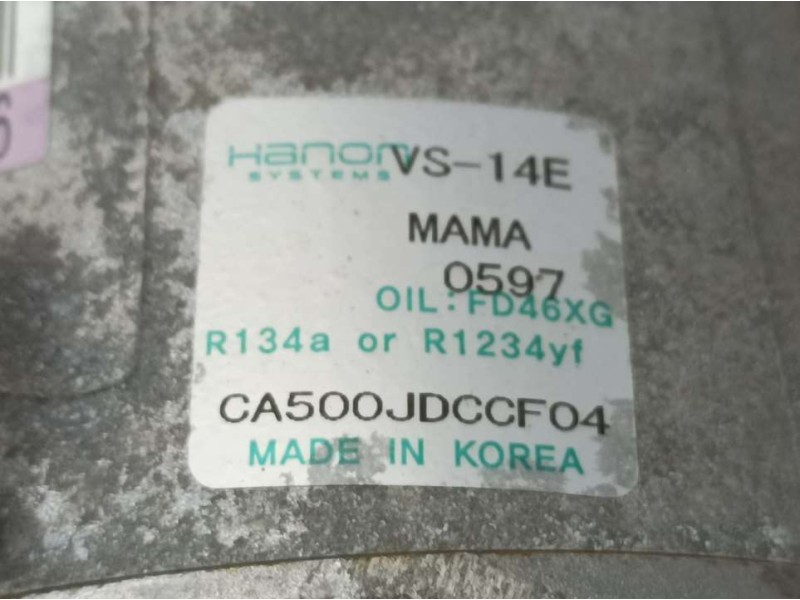 Hanon VS-14E
SYSTEMS
MAMA
0597
OIL: FD46XG
R134a or R1234yf
CA500JDCCF04
MADE IN KOREA